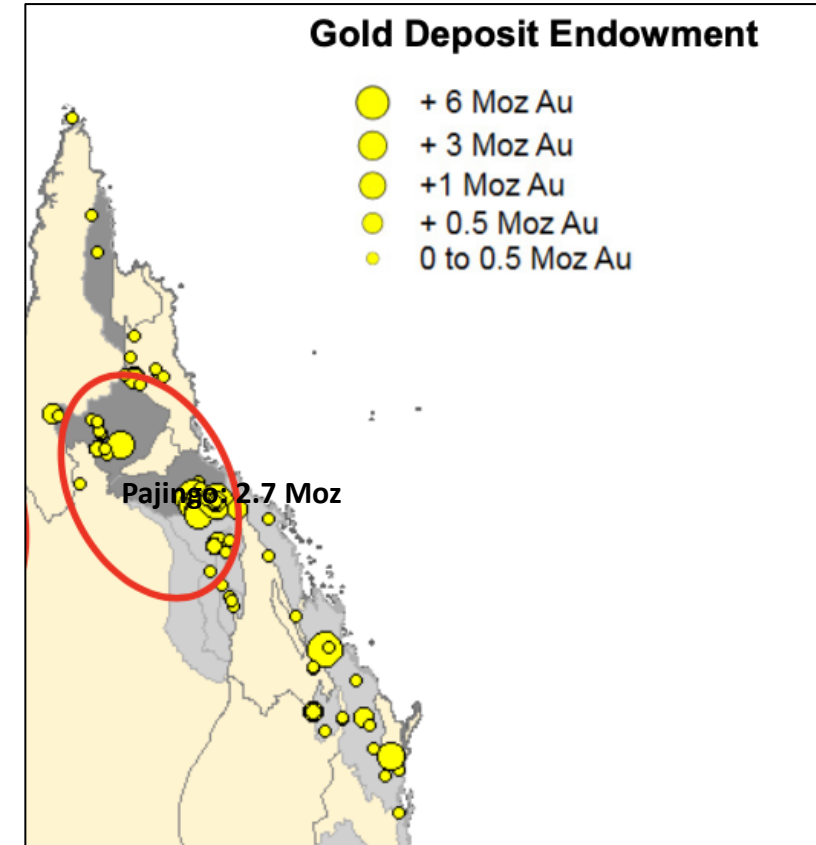 Gold Deposit Endowment
+ 6 Moz Au
+ 3 Moz Au
+1 Moz Au
+ 0.5 Moz Au
0 to 0.5 Moz Au
Pajingo: 2.7 Moz